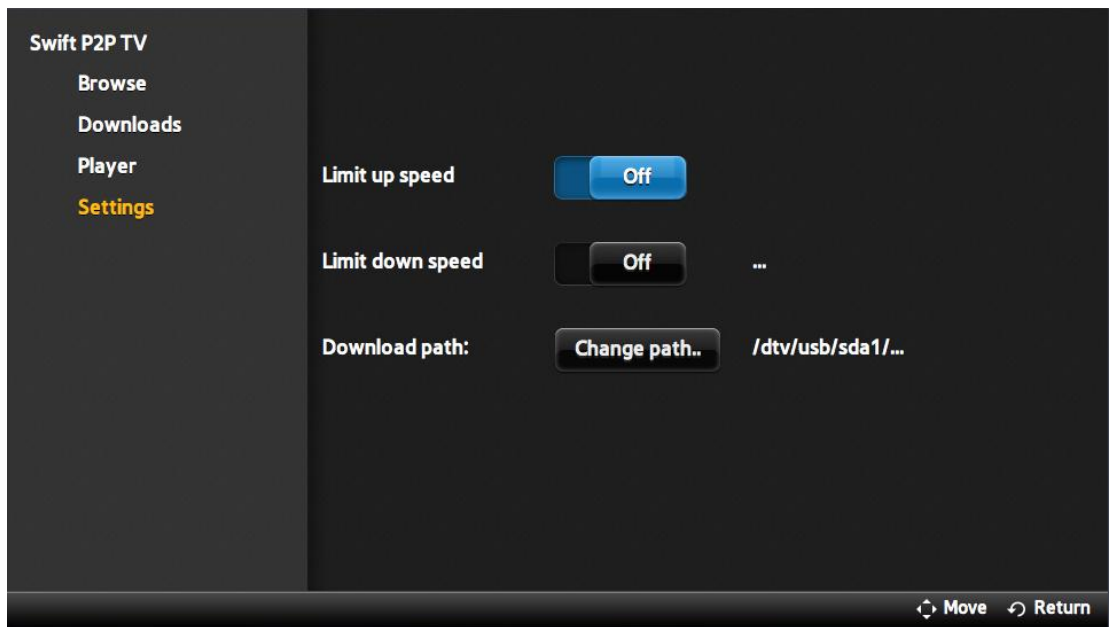 Swift P2P TV
Browse
Downloads
Player
Settings
Limit up speed Off
Limit down speed Off ...
Download path: Change path.. /dtv/usb/sda1/...
Move Return